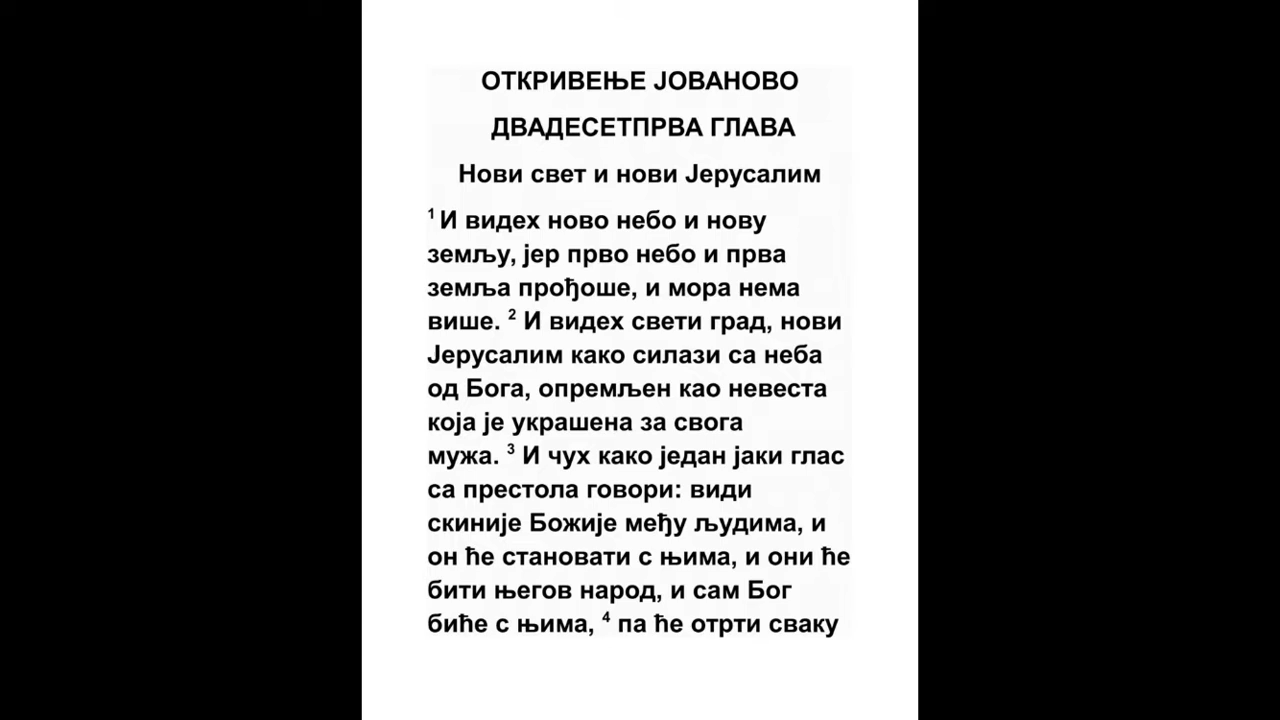 ОТКРИВЕЊЕ ЈОВАНОВО
ДВАДЕСЕТПРВА ГЛАВА
Нови свет и нови Јерусалим
¹ И видех ново небо и нову
земљу, јер прво небо и прва
земља прођоше, и мора нема
више. ² И видех свети град, нови
Јерусалим како силази са неба
од Бога, опремљен као невеста
која је украшена за свога
мужа. ³ И чух како један јаки глас
са престола говори: види
скиније Божије међу људима, и
он ће становати с њима, и они ће
бити његов народ, и сам Бог
биће с њима, ⁴ па ће отрти сваку